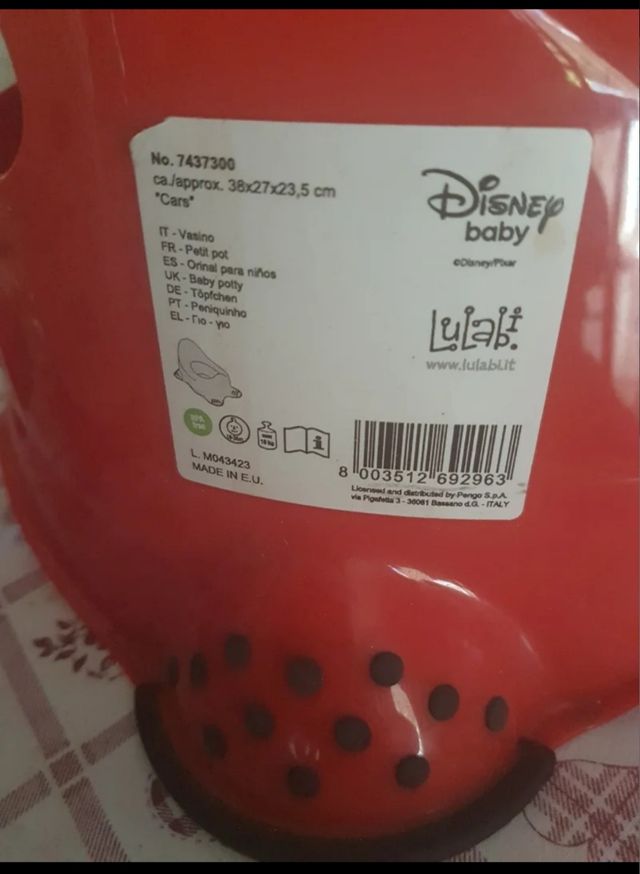 No. 7437300
ca./approx. 38x27x23,5 cm
"Cars"
IT - Vasino
FR - Petit pot
ES - Orinal para niños
UK - Baby potty
DE - Töpfchen
PT - Peniquinho
EL - Γιο - γιο
Disney
baby
©Disney/Pixar
Lulabi
www.lulabi.it
L. M043423
MADE IN E.U.
8 003512 692963
Licensed and distributed by Pengo S.p.A.
via Pigafetta 3 - 36061 Bassano d.G. - ITALY